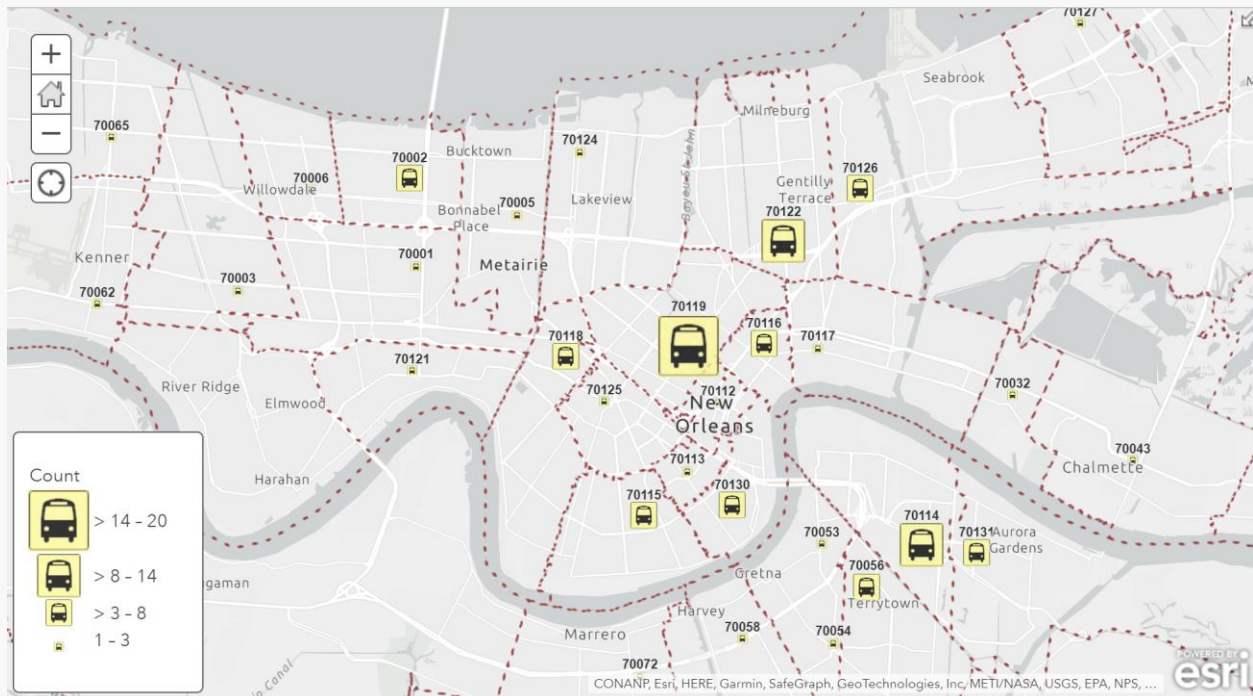 70127
Seabrook
Milneburg
70065
70124
70002
Bucktown
70126
70006
Willowdale
Gentilly
Terrace
Bayou St John
Lakeview
70005
Bonnabel
Place
70122
Kenner
70001
Metairie
70003
70062
70119
70116
70117
70118
70121
River Ridge
Elmwood
70125
70112
New
Orleans
70032
70043
Chalmette
70113
Harahan
70115
70130
70114
70131
Aurora
Gardens
70053
70056
Gretna
Terrytown
Harvey
Marrero
70058
70054
70072
Canal
Count
> 14 - 20
> 8 - 14
> 3 - 8
1 - 3
CONANP, Esri, HERE, Garmin, SafeGraph, GeoTechnologies, Inc, METI/NASA, USGS, EPA, NPS, ...
POWERED BY
esri